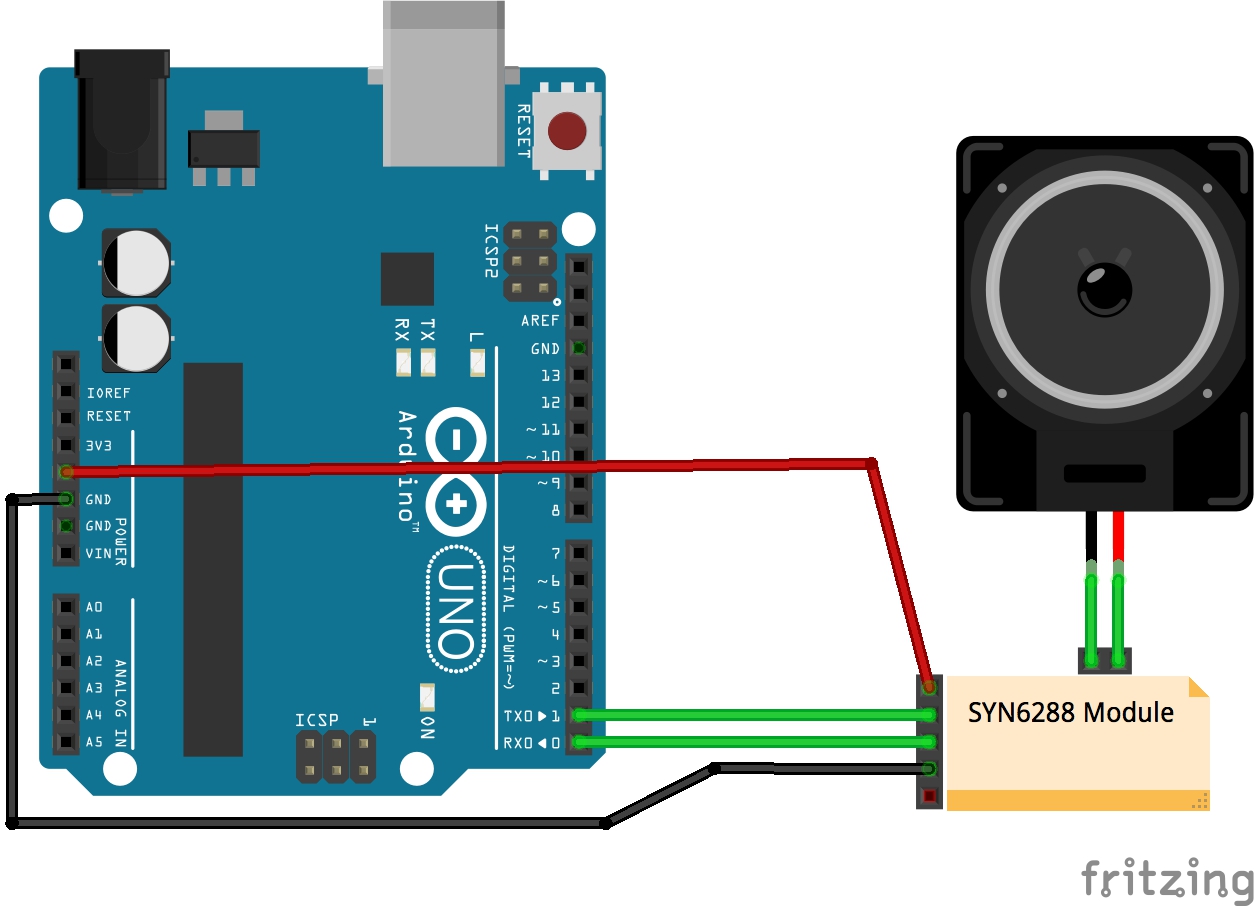 RESET
ICSP2
AREF
GND
13
12
~11
~10
~9
8
7
~6
~5
4
~3
2
TX0 ▶ 1
RX0 ◀ 0
DIGITAL (PWM=~)
RX
TX
L
IOREF
RESET
3V3
GND
GND
VIN
POWER
A0
A1
A2
A3
A4
A5
ANALOG IN
Arduino™
UNO
ON
ICSP
1
SYN6288 Module
fritzing